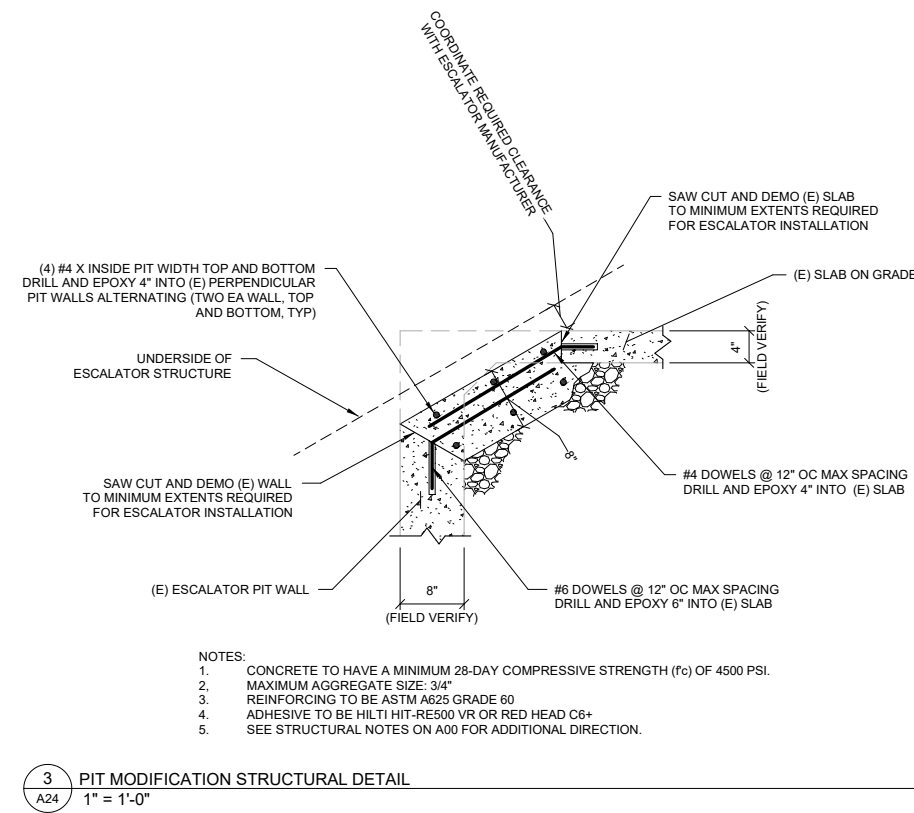 COORDINATE REQUIRED CLEARANCE
WITH ESCALATOR MANUFACTURER
SAW CUT AND DEMO (E) SLAB
TO MINIMUM EXTENTS REQUIRED
FOR ESCALATOR INSTALLATION
(4) #4 X INSIDE PIT WIDTH TOP AND BOTTOM
DRILL AND EPOXY 4" INTO (E) PERPENDICULAR
PIT WALLS ALTERNATING (TWO EA WALL, TOP
AND BOTTOM, TYP)
(E) SLAB ON GRADE
4"
(FIELD VERIFY)
UNDERSIDE OF
ESCALATOR STRUCTURE
8"
#4 DOWELS @ 12" OC MAX SPACING
DRILL AND EPOXY 4" INTO (E) SLAB
SAW CUT AND DEMO (E) WALL
TO MINIMUM EXTENTS REQUIRED
FOR ESCALATOR INSTALLATION
(E) ESCALATOR PIT WALL
8"
(FIELD VERIFY)
#6 DOWELS @ 12" OC MAX SPACING
DRILL AND EPOXY 6" INTO (E) SLAB
NOTES:
1. CONCRETE TO HAVE A MINIMUM 28-DAY COMPRESSIVE STRENGTH (f'c) OF 4500 PSI.
2, MAXIMUM AGGREGATE SIZE: 3/4"
3. REINFORCING TO BE ASTM A625 GRADE 60
4. ADHESIVE TO BE HILTI HIT-RE500 VR OR RED HEAD C6+
5. SEE STRUCTURAL NOTES ON A00 FOR ADDITIONAL DIRECTION.
3 PIT MODIFICATION STRUCTURAL DETAIL
A24 1" = 1'-0"